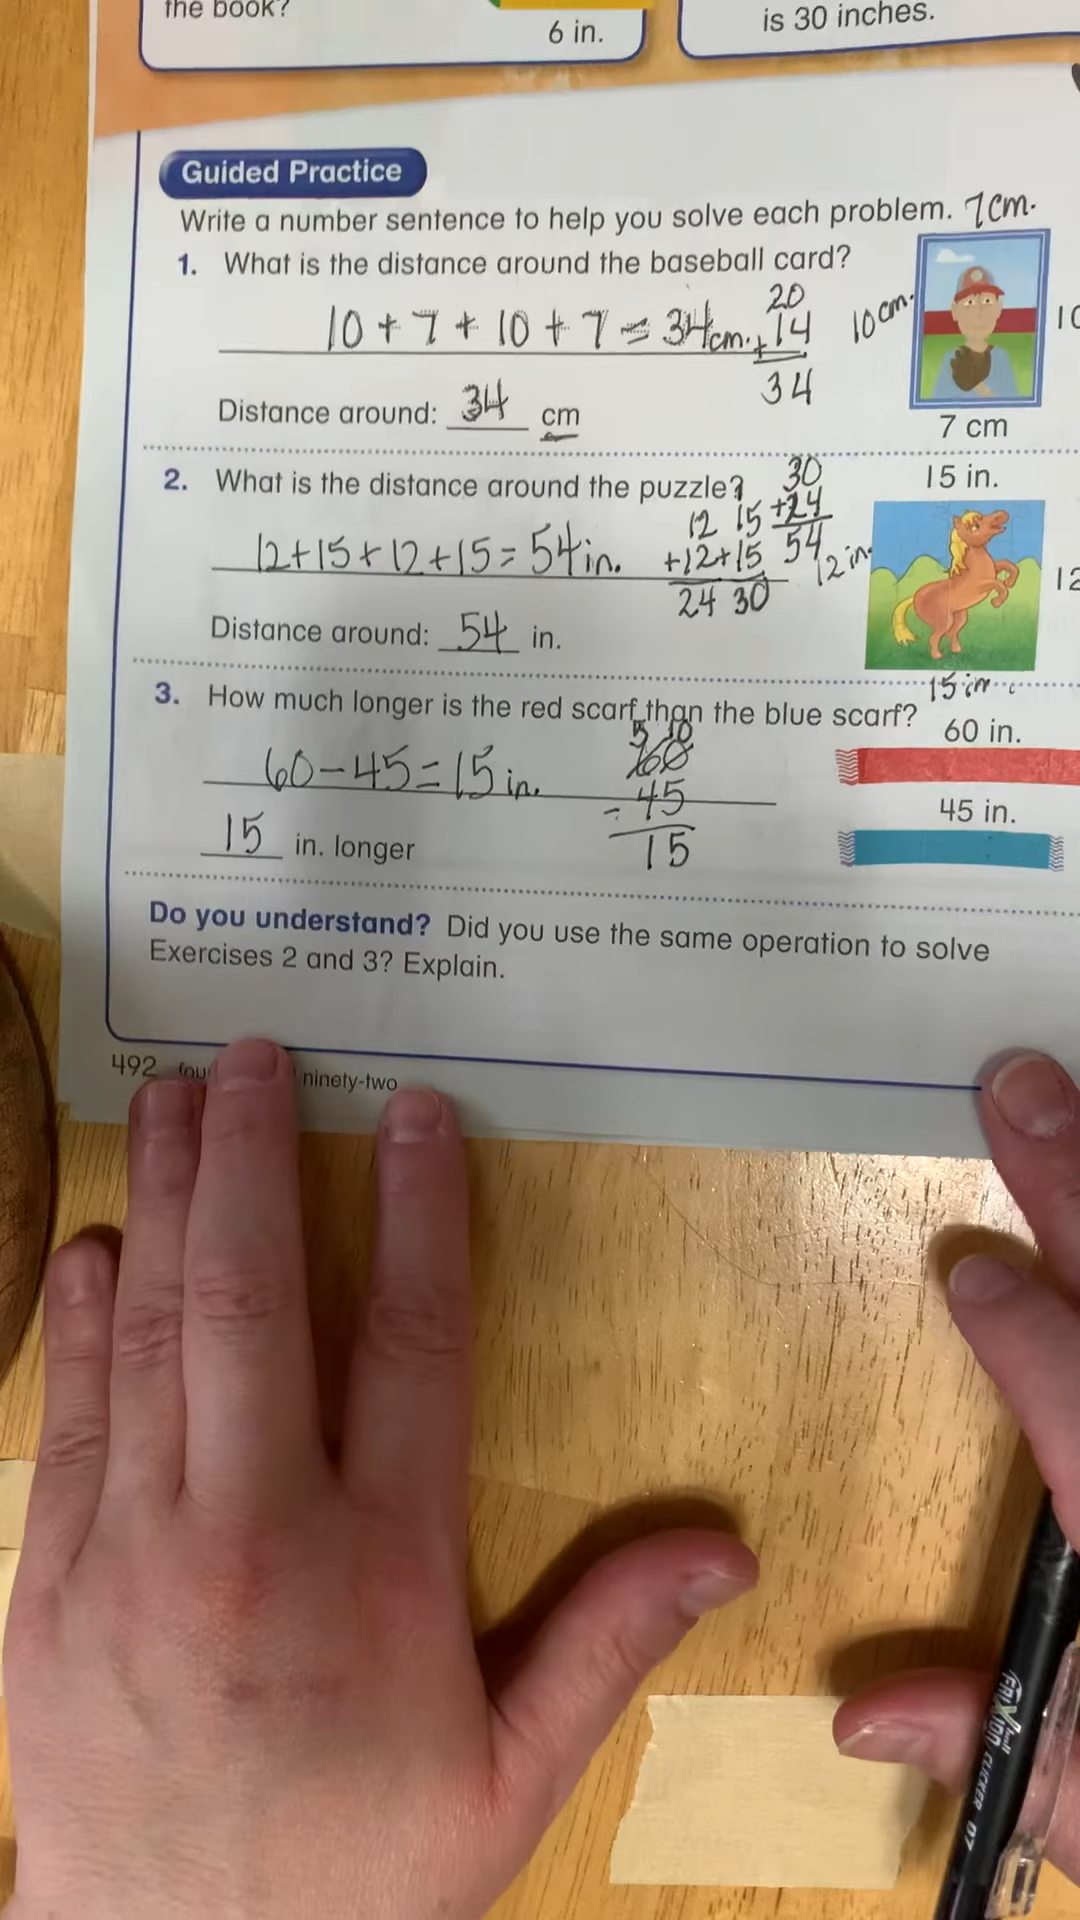 the book?
6 in.
is 30 inches.
Guided Practice
Write a number sentence to help you solve each problem. 7cm.
1. What is the distance around the baseball card?
10 + 7 + 10 + 7 = 34cm.
20
+14
34
10cm.
10
7 cm
Distance around: 34 cm
2. What is the distance around the puzzle?
12+15+12+15=54in.
12
+12
24
15
+15
30
30
+24
54
15 in.
12 in.
12
15 in.
Distance around: 54 in.
3. How much longer is the red scarf than the blue scarf?
60-45=15in.
5 10
60
- 45
15
60 in.
45 in.
15 in. longer
Do you understand? Did you use the same operation to solve
Exercises 2 and 3? Explain.
492 ninety-two
FRIXION CLICKER 07